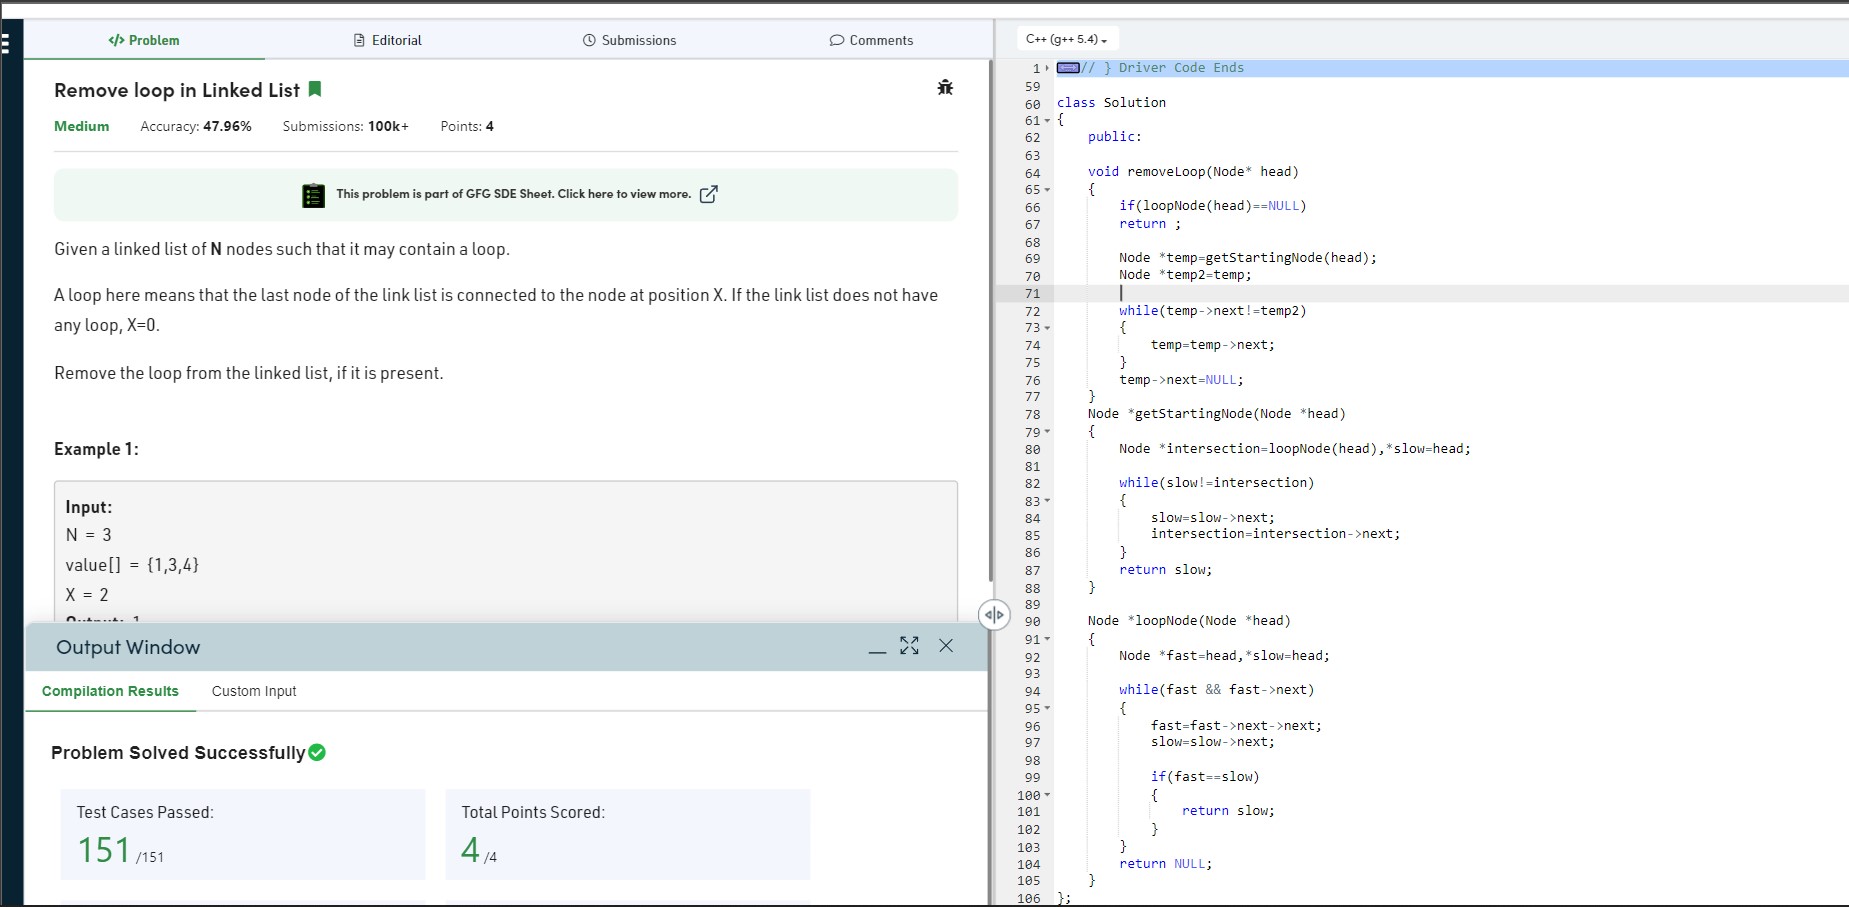 </> Problem
Editorial
Submissions
Comments
Remove loop in Linked List
Medium Accuracy: 47.96% Submissions: 100k+ Points: 4
This problem is part of GFG SDE Sheet. Click here to view more.
Given a linked list of N nodes such that it may contain a loop.
A loop here means that the last node of the link list is connected to the node at position X. If the link list does not have
any loop, X=0.
Remove the loop from the linked list, if it is present.
Example 1:
Input:
N = 3
value[] = {1,3,4}
X = 2
Output: 1
Output Window
Compilation Results Custom Input
Problem Solved Successfully
Test Cases Passed:
151 /151
Total Points Scored:
4 /4
C++ (g++ 5.4)
1 // } Driver Code Ends
59
60 class Solution
61 {
62 public:
63
64 void removeLoop(Node* head)
65 {
66 if(loopNode(head)==NULL)
67 return ;
68
69 Node *temp=getStartingNode(head);
70 Node *temp2=temp;
71
72 while(temp->next!=temp2)
73 {
74 temp=temp->next;
75 }
76 temp->next=NULL;
77 }
78 Node *getStartingNode(Node *head)
79 {
80 Node *intersection=loopNode(head),*slow=head;
81
82 while(slow!=intersection)
83 {
84 slow=slow->next;
85 intersection=intersection->next;
86 }
87 return slow;
88 }
89
90 Node *loopNode(Node *head)
91 {
92 Node *fast=head,*slow=head;
93
94 while(fast && fast->next)
95 {
96 fast=fast->next->next;
97 slow=slow->next;
98
99 if(fast==slow)
100 {
101 return slow;
102 }
103 }
104 return NULL;
105 }
106 };